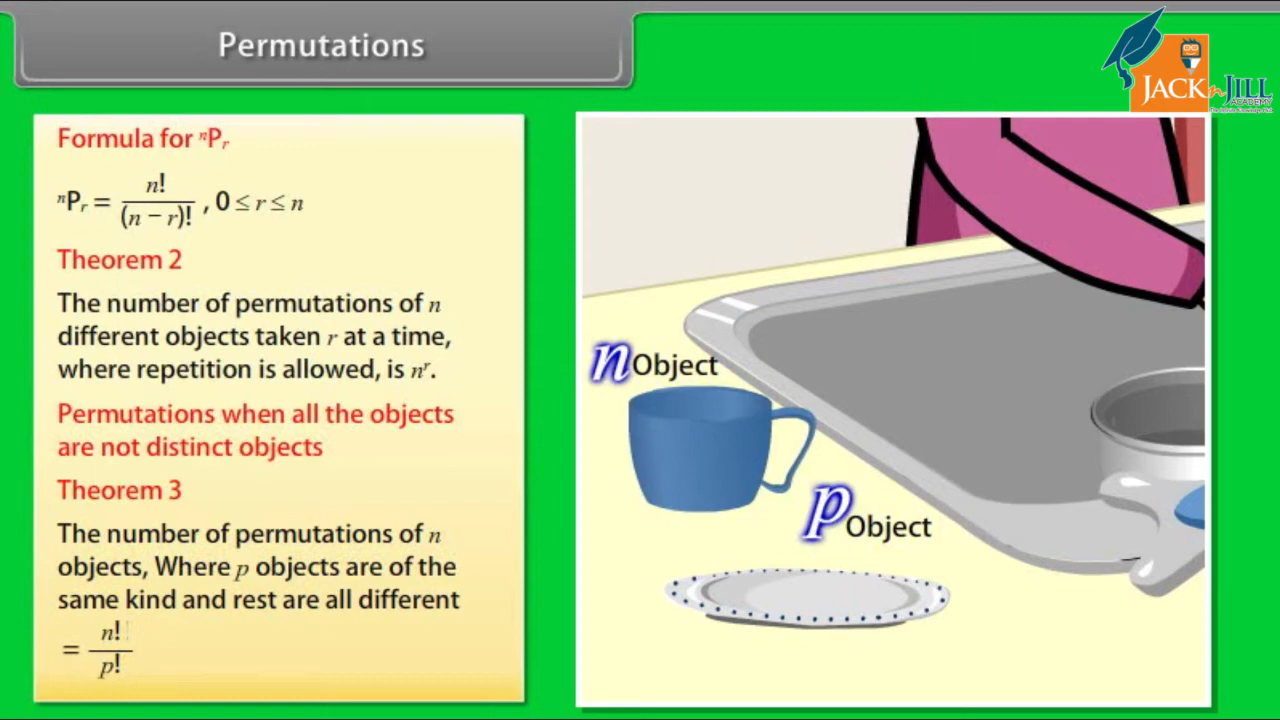 Permutations
JACK n JILL
ACADEMY
Formula for ⁿPᵣ
ⁿPᵣ = n! / (n − r)! , 0 ≤ r ≤ n
Theorem 2
The number of permutations of n
different objects taken r at a time,
where repetition is allowed, is nʳ.
Permutations when all the objects
are not distinct objects
Theorem 3
The number of permutations of n
objects, Where p objects are of the
same kind and rest are all different
= n! / p!
n Object
p Object